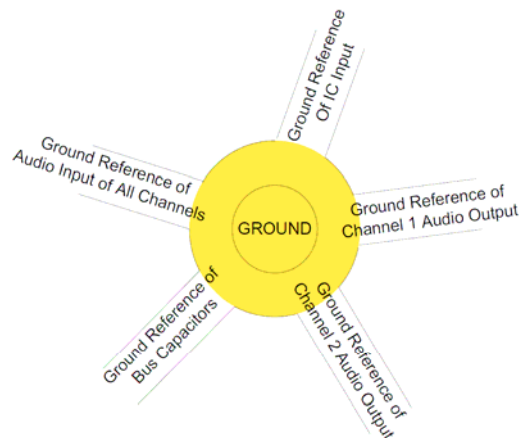 Ground Reference
Of IC Input
Ground Reference of
Audio Input of All Channels
Ground Reference of
Channel 1 Audio Output
GROUND
Ground Reference of
Bus Capacitors
Ground Reference of
Channel 2 Audio Output